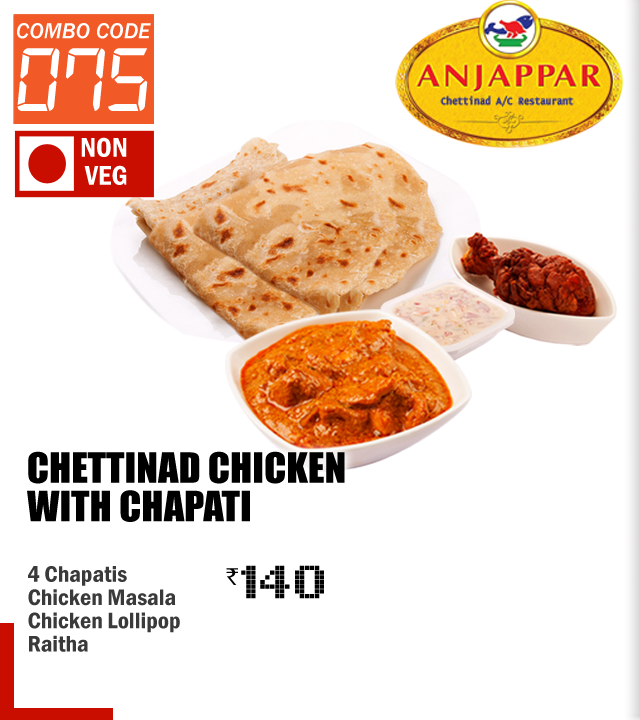 COMBO CODE
075
NON
VEG
ANJAPPAR
Chettinad A/C Restaurant
CHETTINAD CHICKEN
WITH CHAPATI
4 Chapatis
Chicken Masala
Chicken Lollipop
Raitha
₹140